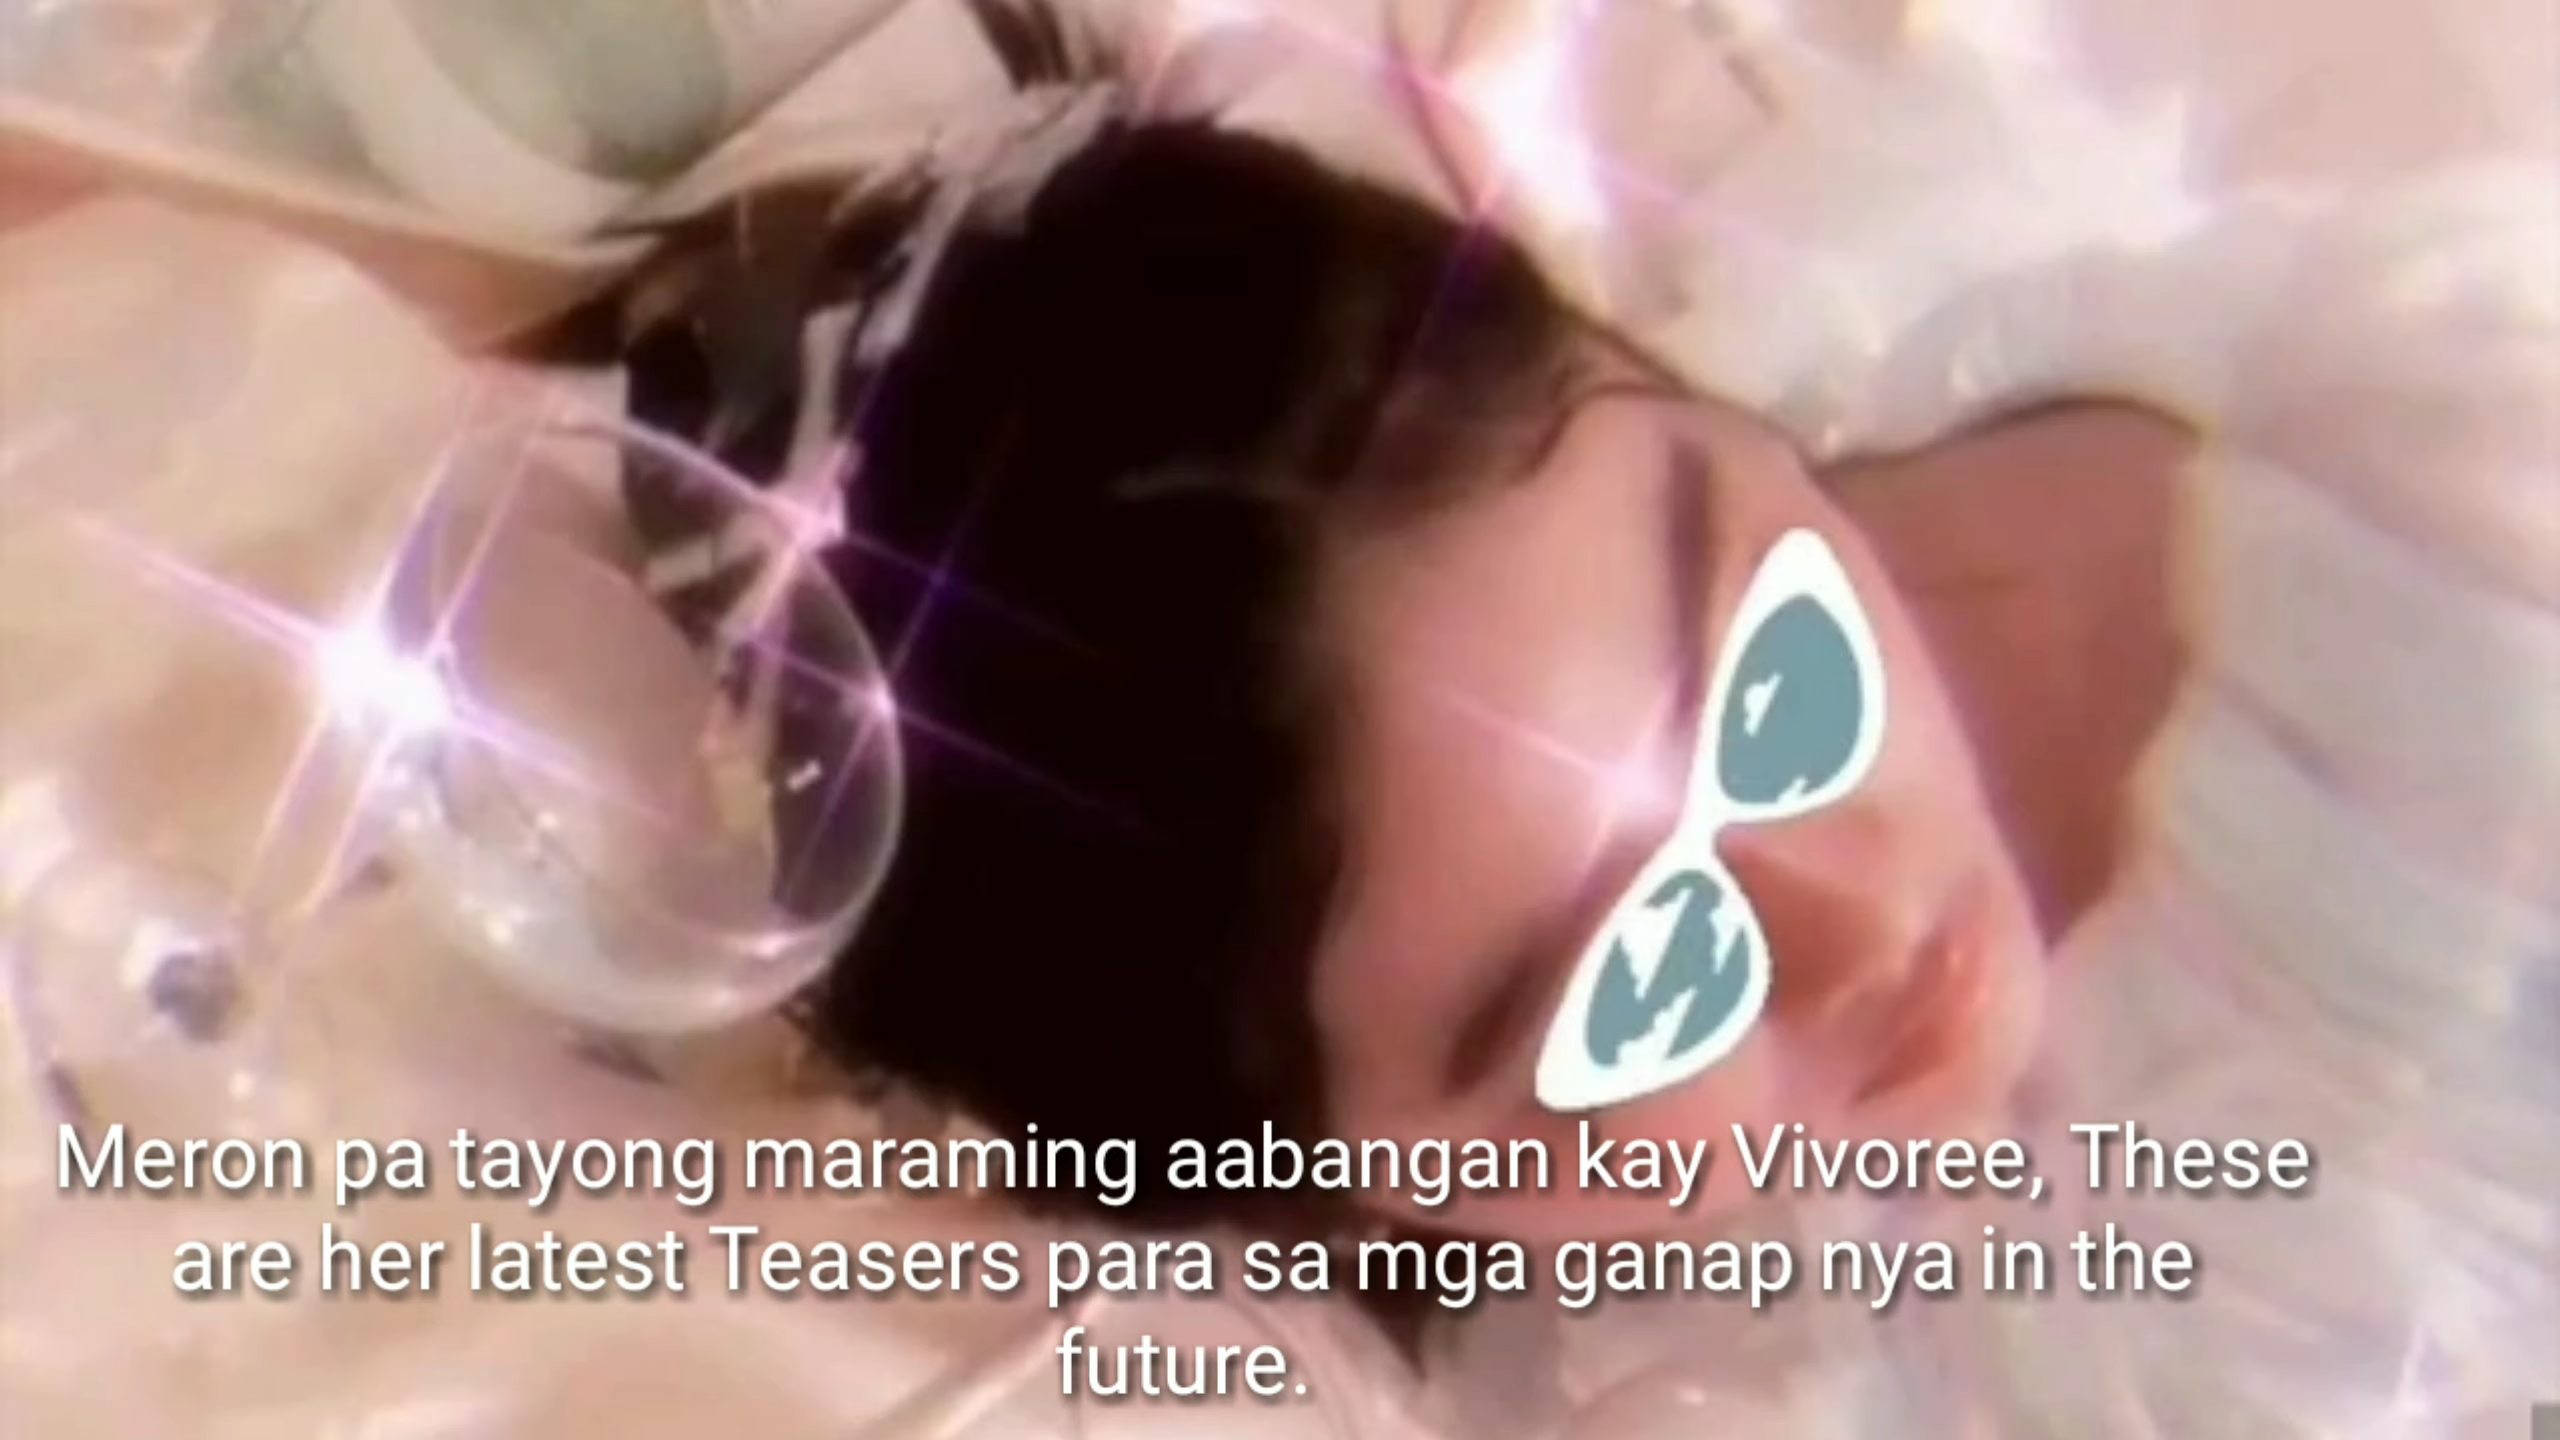 Meron pa tayong maraming aabangan kay Vivoree, These
are her latest Teasers para sa mga ganap nya in the
future.